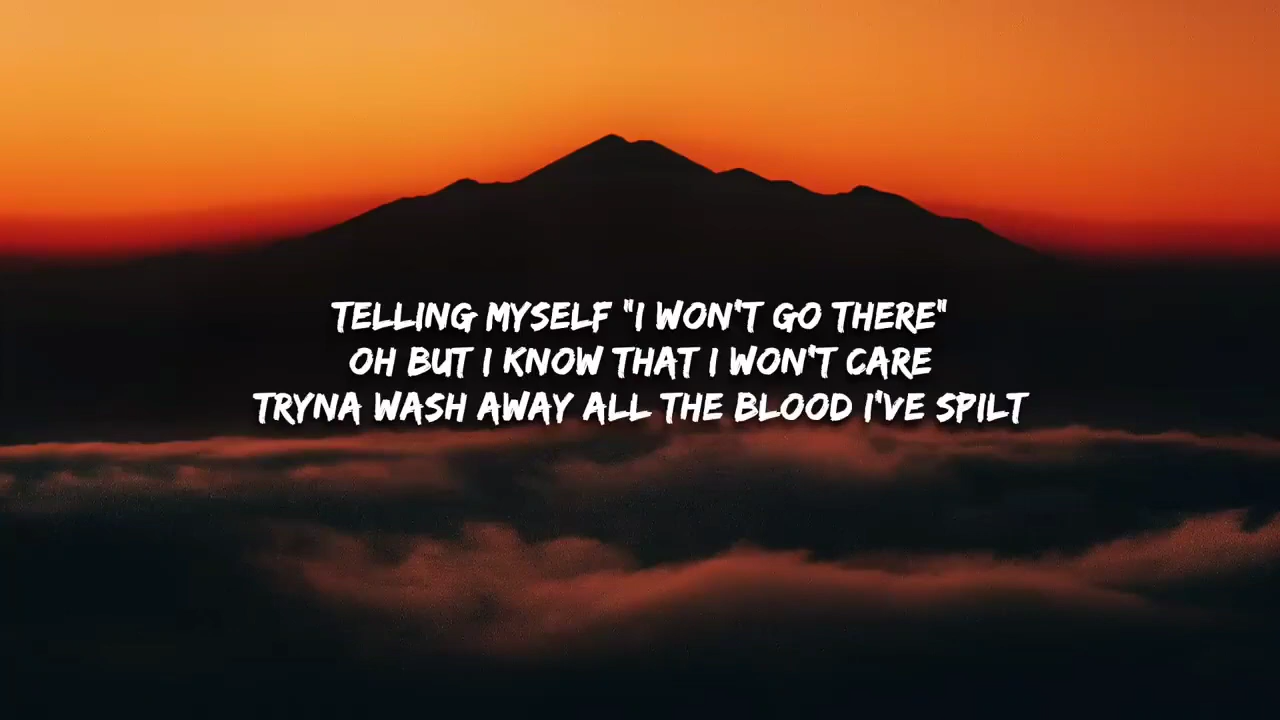 TELLING MYSELF "I WON'T GO THERE"
OH BUT I KNOW THAT I WON'T CARE
TRYNA WASH AWAY ALL THE BLOOD I'VE SPILT